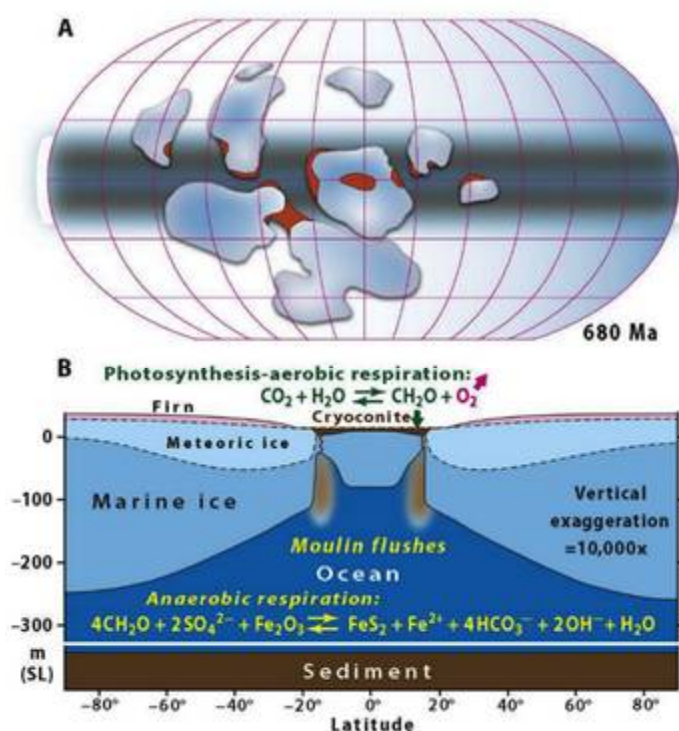 A
680 Ma
B
Photosynthesis-aerobic respiration:
CO₂ + H₂O ⇌ CH₂O + O₂
Firn
Cryoconite
0
Meteoric ice
Marine ice
−100
Vertical
exaggeration
=10,000x
Moulin flushes
−200
Ocean
Anaerobic respiration:
4CH₂O + 2SO₄²⁻ + Fe₂O₃ ⇌ FeS₂ + Fe²⁺ + 4HCO₃⁻ + 2OH⁻ + H₂O
−300
m
(SL)
Sediment
−80° −60° −40° −20° 0° 20° 40° 60° 80°
Latitude